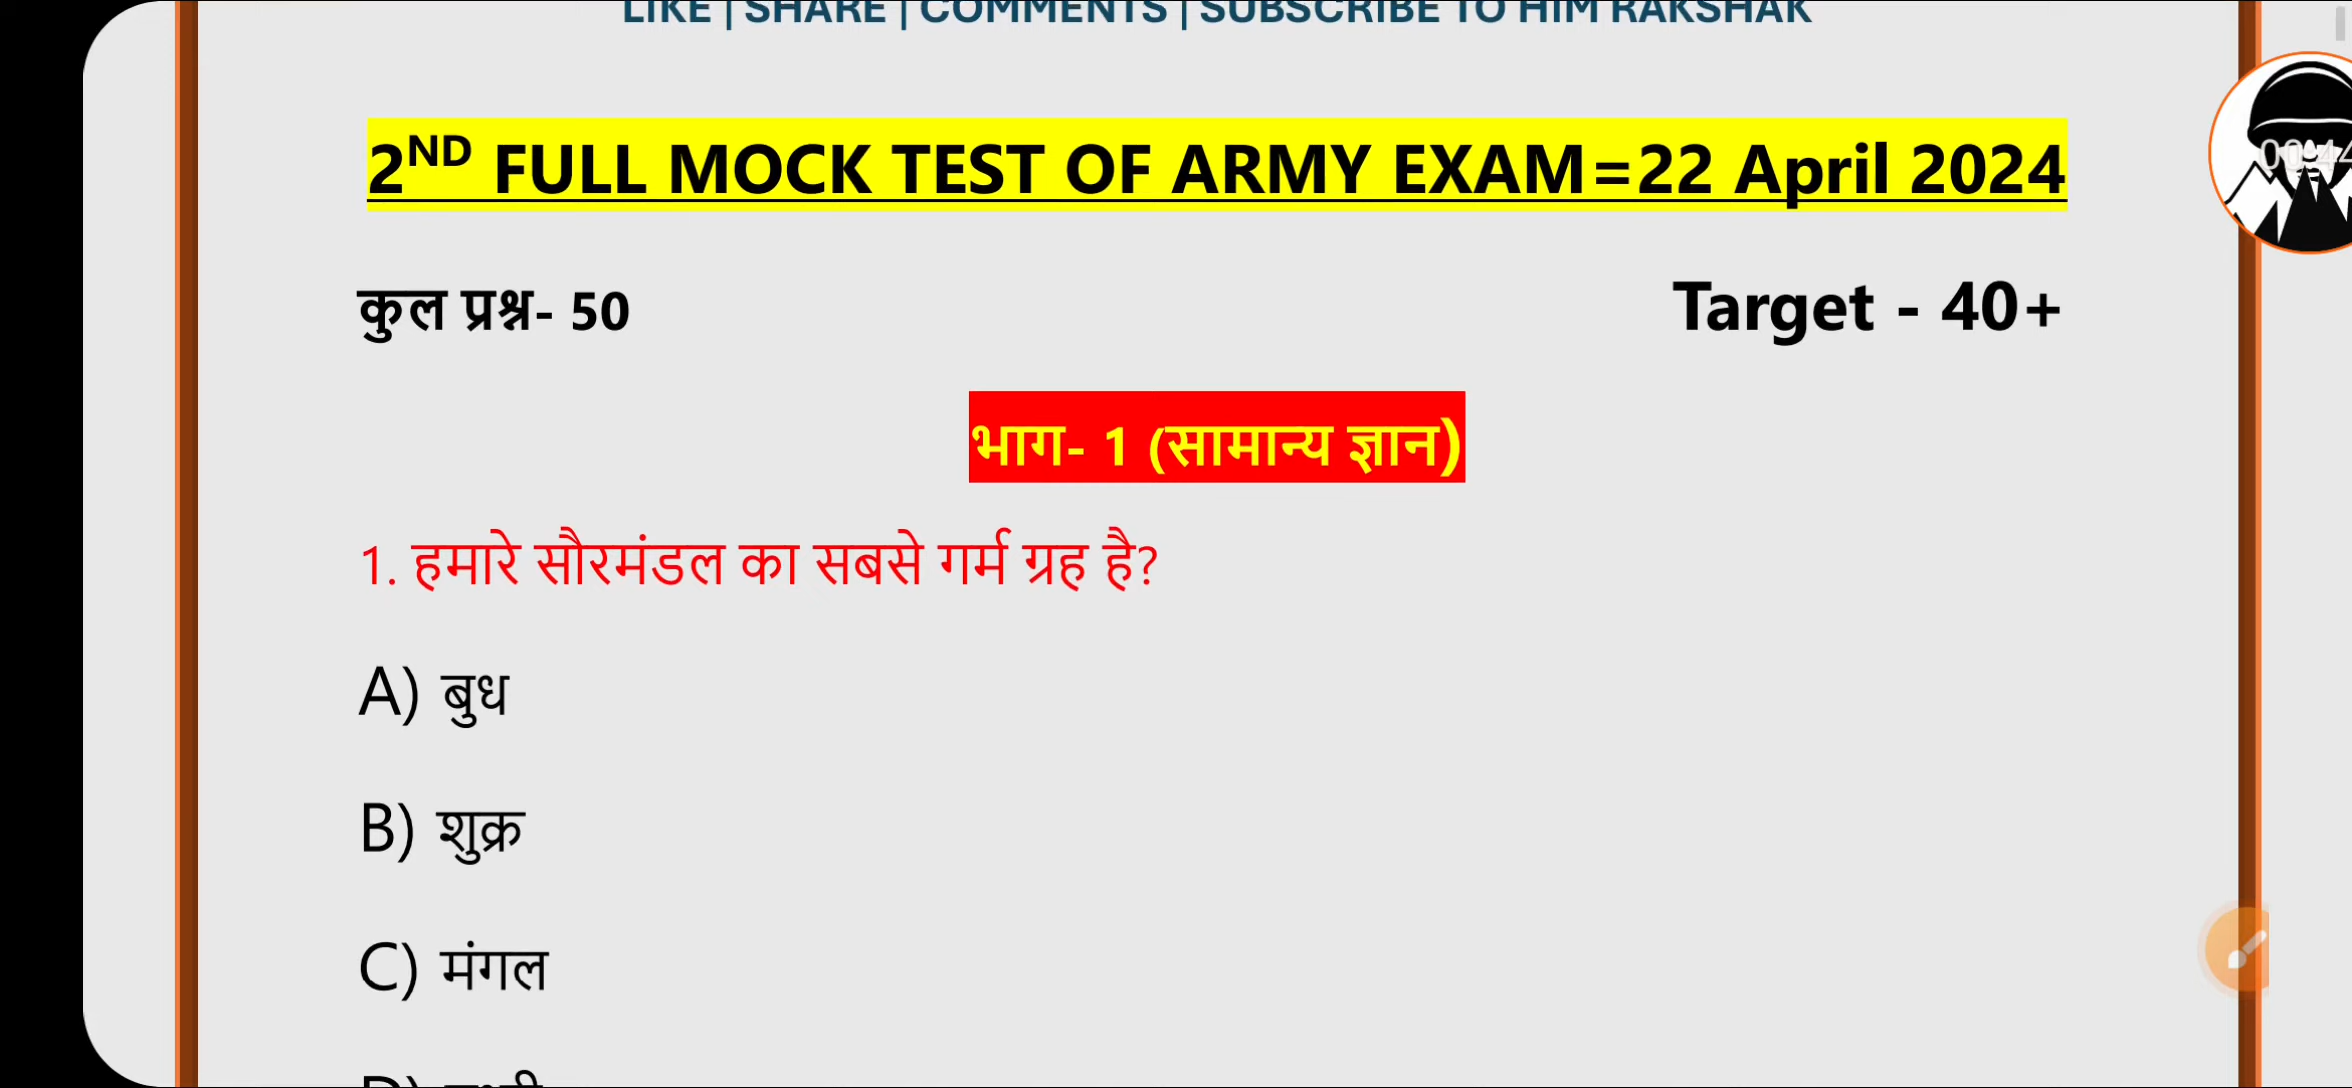 LIKE | SHARE | COMMENTS | SUBSCRIBE TO HIM RAKSHAK
2ND FULL MOCK TEST OF ARMY EXAM=22 April 2024
कुल प्रश्न- 50 Target - 40+
भाग- 1 (सामान्य ज्ञान)
1. हमारे सौरमंडल का सबसे गर्म ग्रह है?
A) बुध
B) शुक्र
C) मंगल
D)